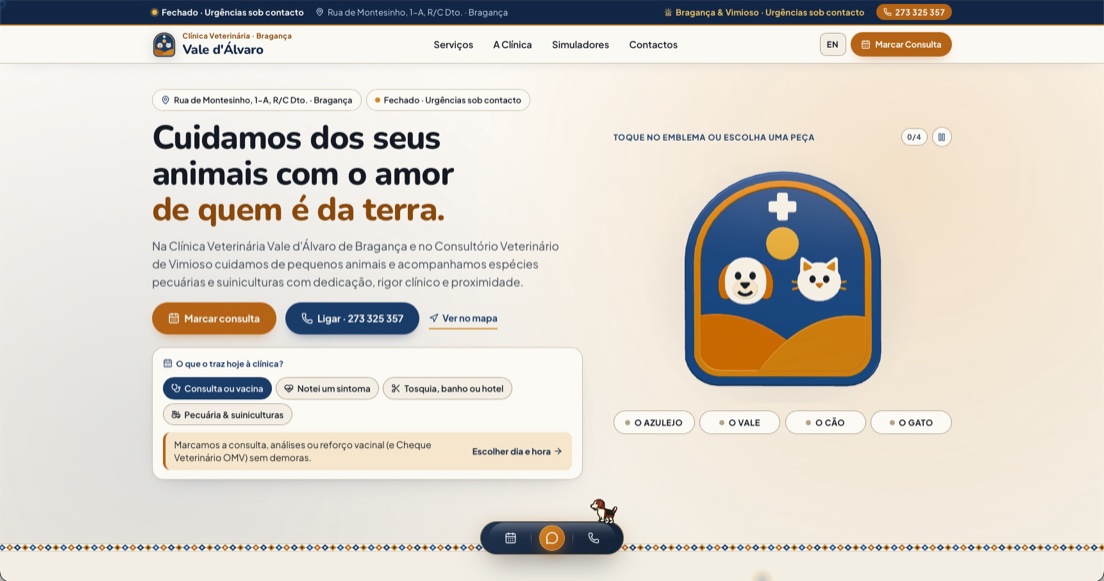 Fechado · Urgências sob contacto
Rua de Montesinho, 1-A, R/C Dto. · Bragança
Bragança & Vimioso · Urgências sob contacto
273 325 357
Clínica Veterinária · Bragança
Vale d'Álvaro
Serviços
A Clínica
Simuladores
Contactos
EN
Marcar Consulta
Rua de Montesinho, 1-A, R/C Dto. · Bragança
Fechado · Urgências sob contacto
Cuidamos dos seus
animais com o amor
de quem é da terra.
Na Clínica Veterinária Vale d'Álvaro de Bragança e no Consultório Veterinário
de Vimioso cuidamos de pequenos animais e acompanhamos espécies
pecuárias e suiniculturas com dedicação, rigor clínico e proximidade.
Marcar consulta
Ligar · 273 325 357
Ver no mapa
O que o traz hoje à clínica?
Consulta ou vacina
Notei um sintoma
Tosquia, banho ou hotel
Pecuária & suiniculturas
Marcamos a consulta, análises ou reforço vacinal (e Cheque
Veterinário OMV) sem demoras.
Escolher dia e hora →
TOQUE NO EMBLEMA OU ESCOLHA UMA PEÇA
0/4
O AZULEJO
O VALE
O CÃO
O GATO